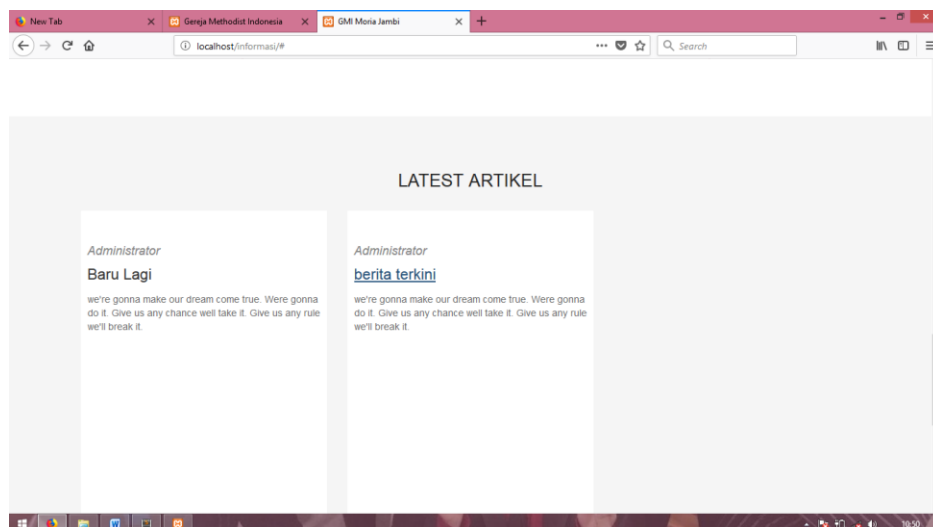 New Tab
Gereja Methodist Indonesia
GMI Moria Jambi
localhost/informasi/#
Search
LATEST ARTIKEL
Administrator
Baru Lagi
we're gonna make our dream come true. Were gonna
do it. Give us any chance well take it. Give us any rule
we'll break it.
Administrator
berita terkini
we're gonna make our dream come true. Were gonna
do it. Give us any chance well take it. Give us any rule
we'll break it.
10:50